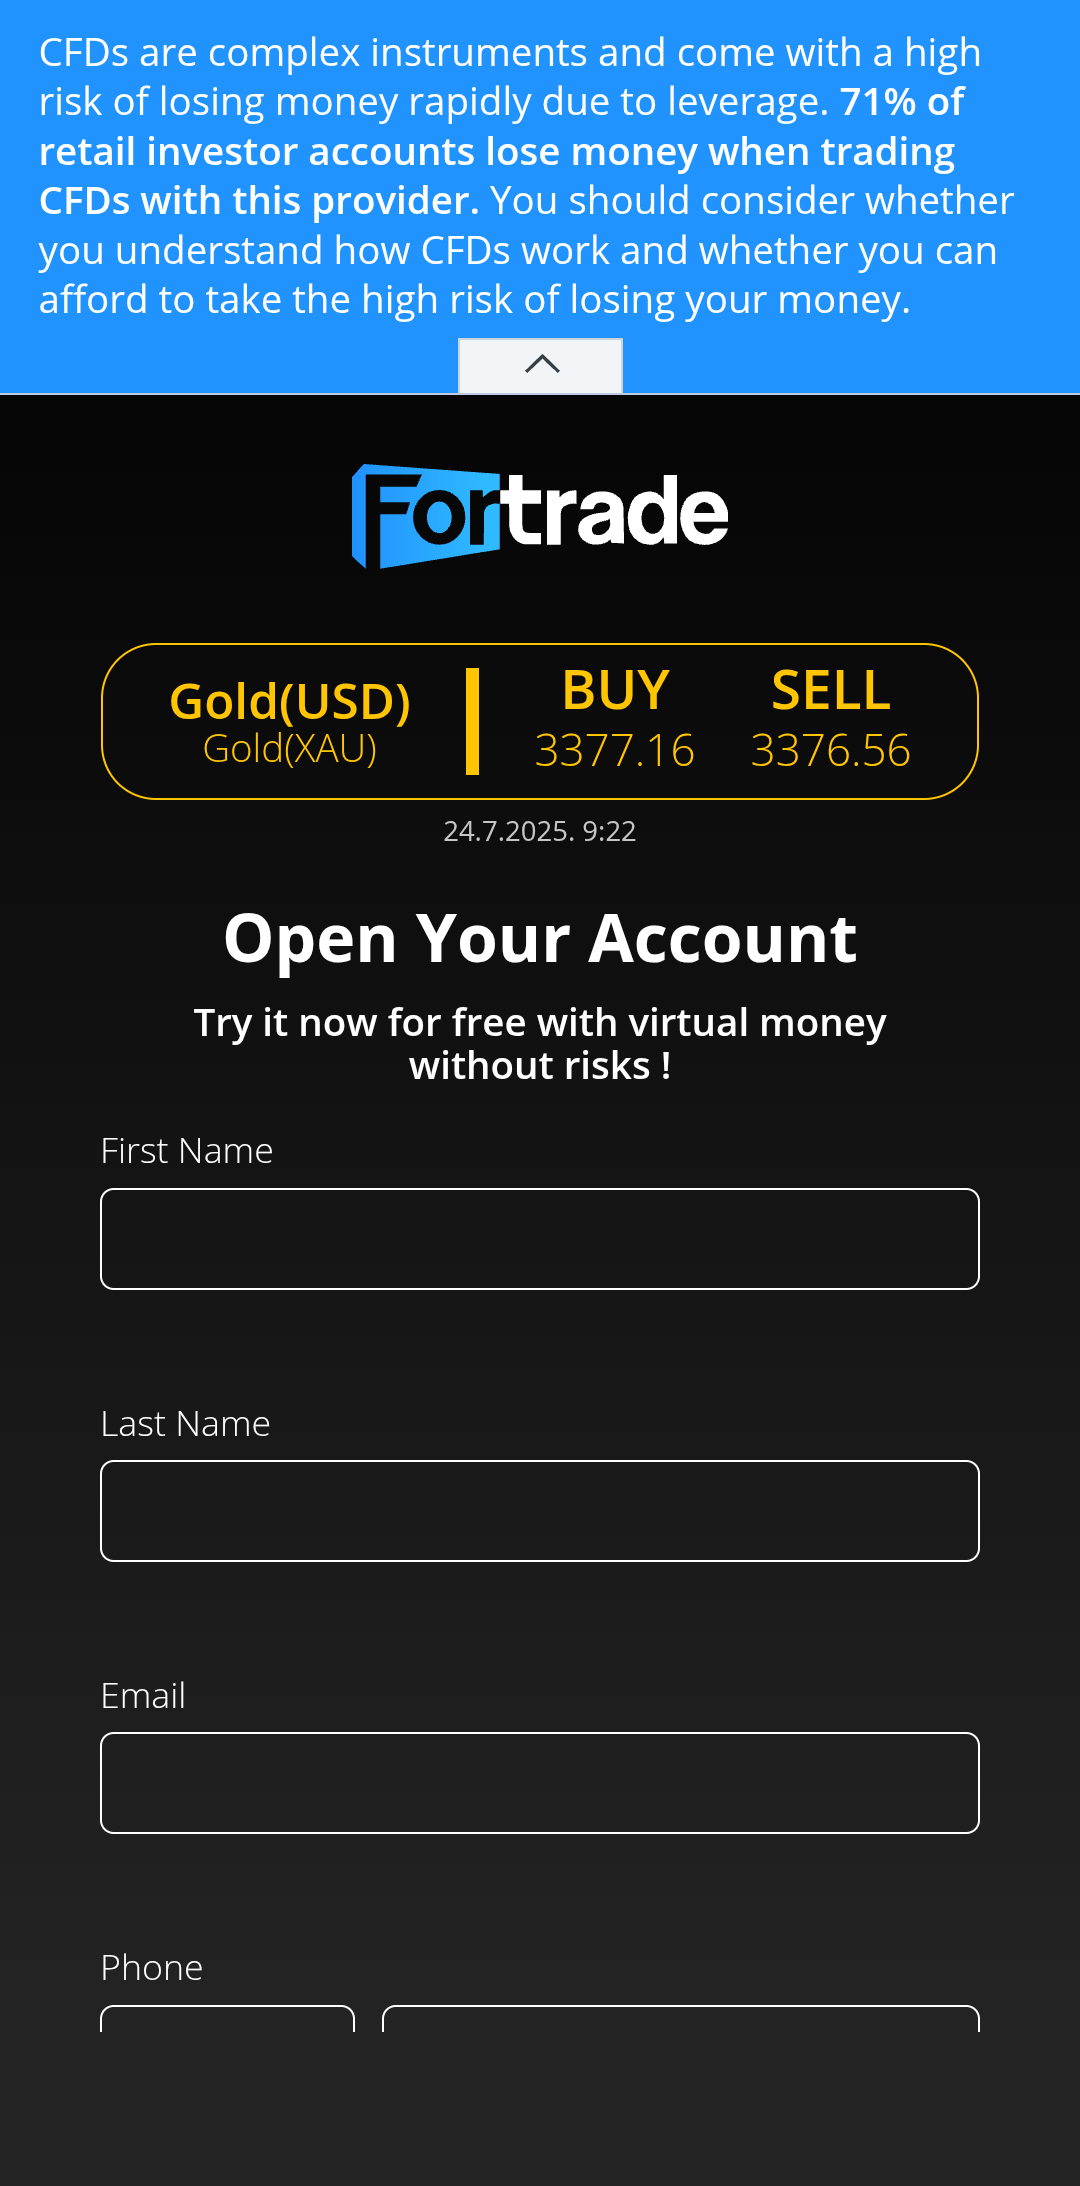 CFDs are complex instruments and come with a high
risk of losing money rapidly due to leverage. 71% of
retail investor accounts lose money when trading
CFDs with this provider. You should consider whether
you understand how CFDs work and whether you can
afford to take the high risk of losing your money.
Fortrade
Gold(USD)
Gold(XAU)
BUY SELL
3377.16 3376.56
24.7.2025. 9:22
Open Your Account
Try it now for free with virtual money
without risks !
First Name
Last Name
Email
Phone